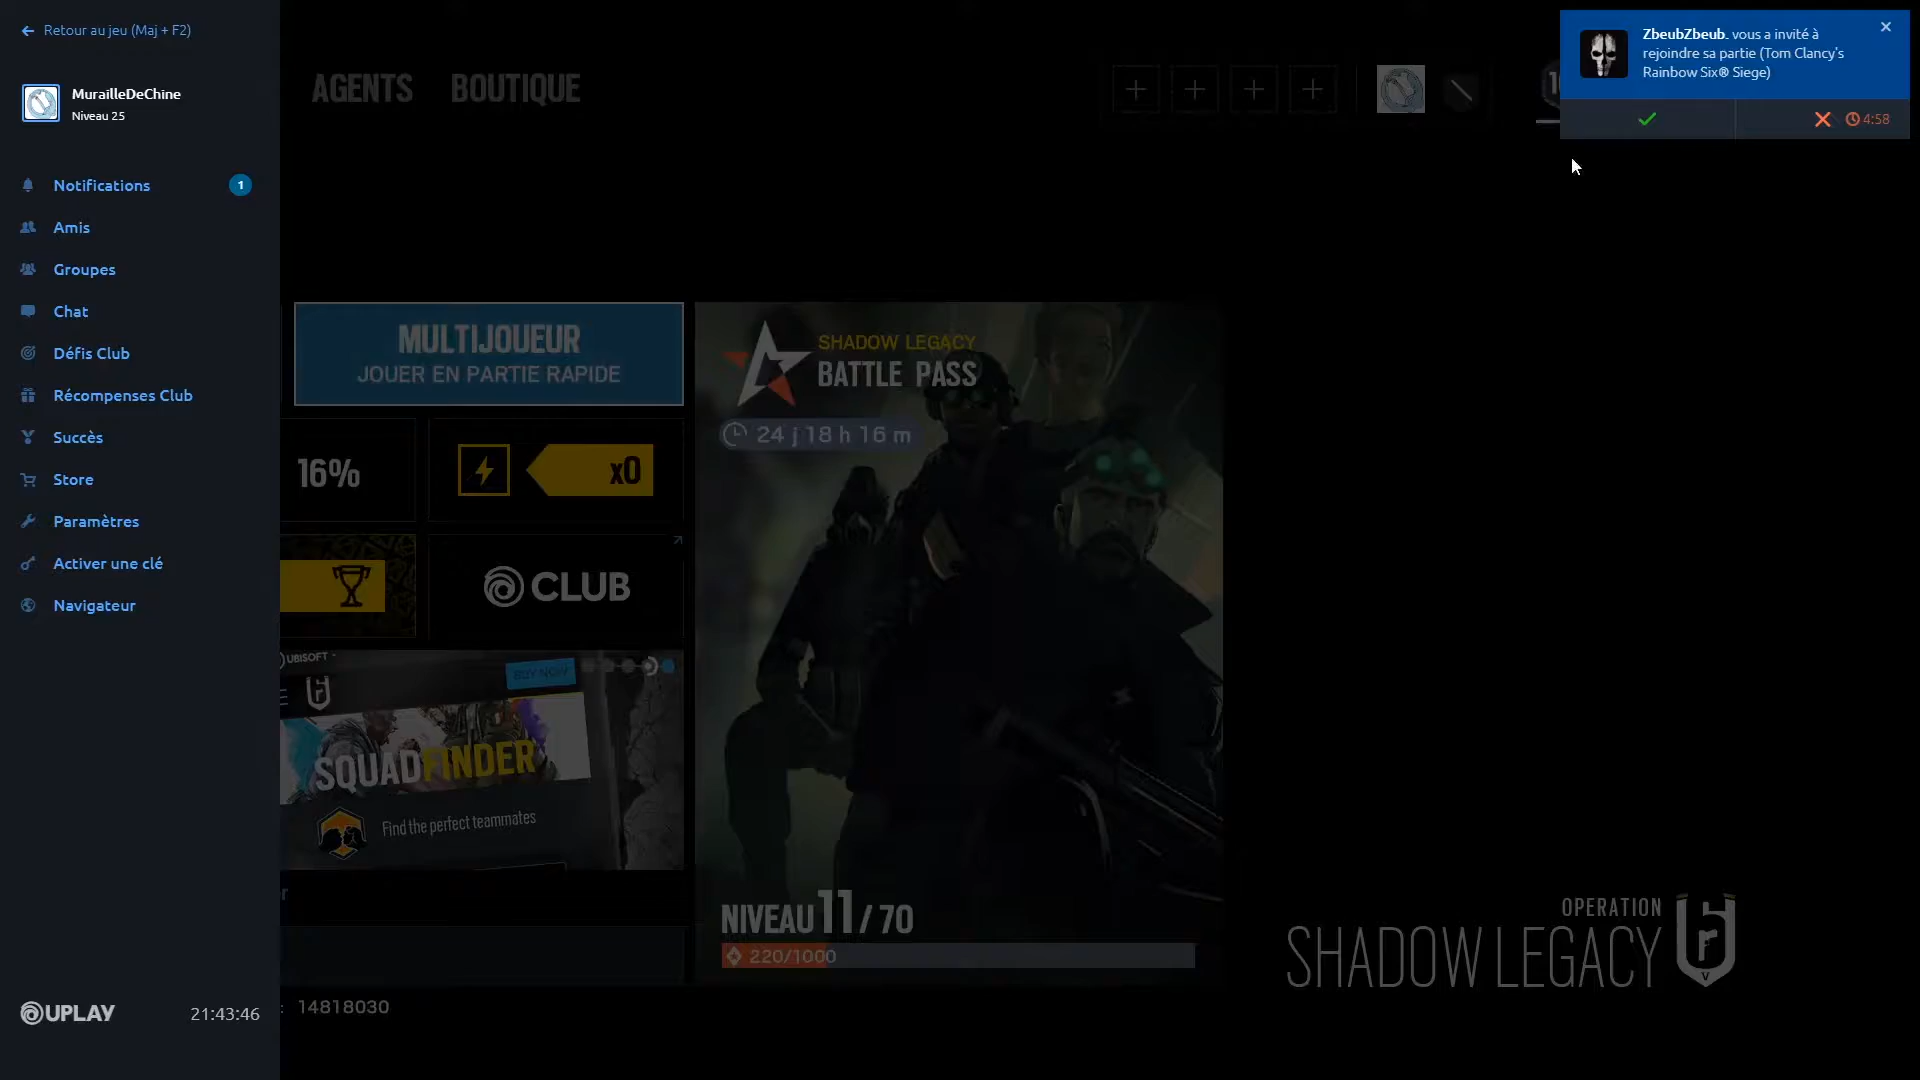 Retour au jeu (Maj + F2)
MurailleDeChine
Niveau 25
Notifications
1
Amis
Groupes
Chat
Défis Club
Récompenses Club
Succès
Store
Paramètres
Activer une clé
Navigateur
UPLAY
21:43:46
AGENTS
BOUTIQUE
ZbeubZbeub. vous a invité à
rejoindre sa partie (Tom Clancy's
Rainbow Six® Siege)
4:58
MULTIJOUEUR
JOUER EN PARTIE RAPIDE
16%
x0
CLUB
UBISOFT
BUY NOW
SQUADFINDER
Find the perfect teammates
SHADOW LEGACY
BATTLE PASS
24 j 18 h 16 m
NIVEAU 11 / 70
220/1000
: 14818030
OPERATION
SHADOW LEGACY